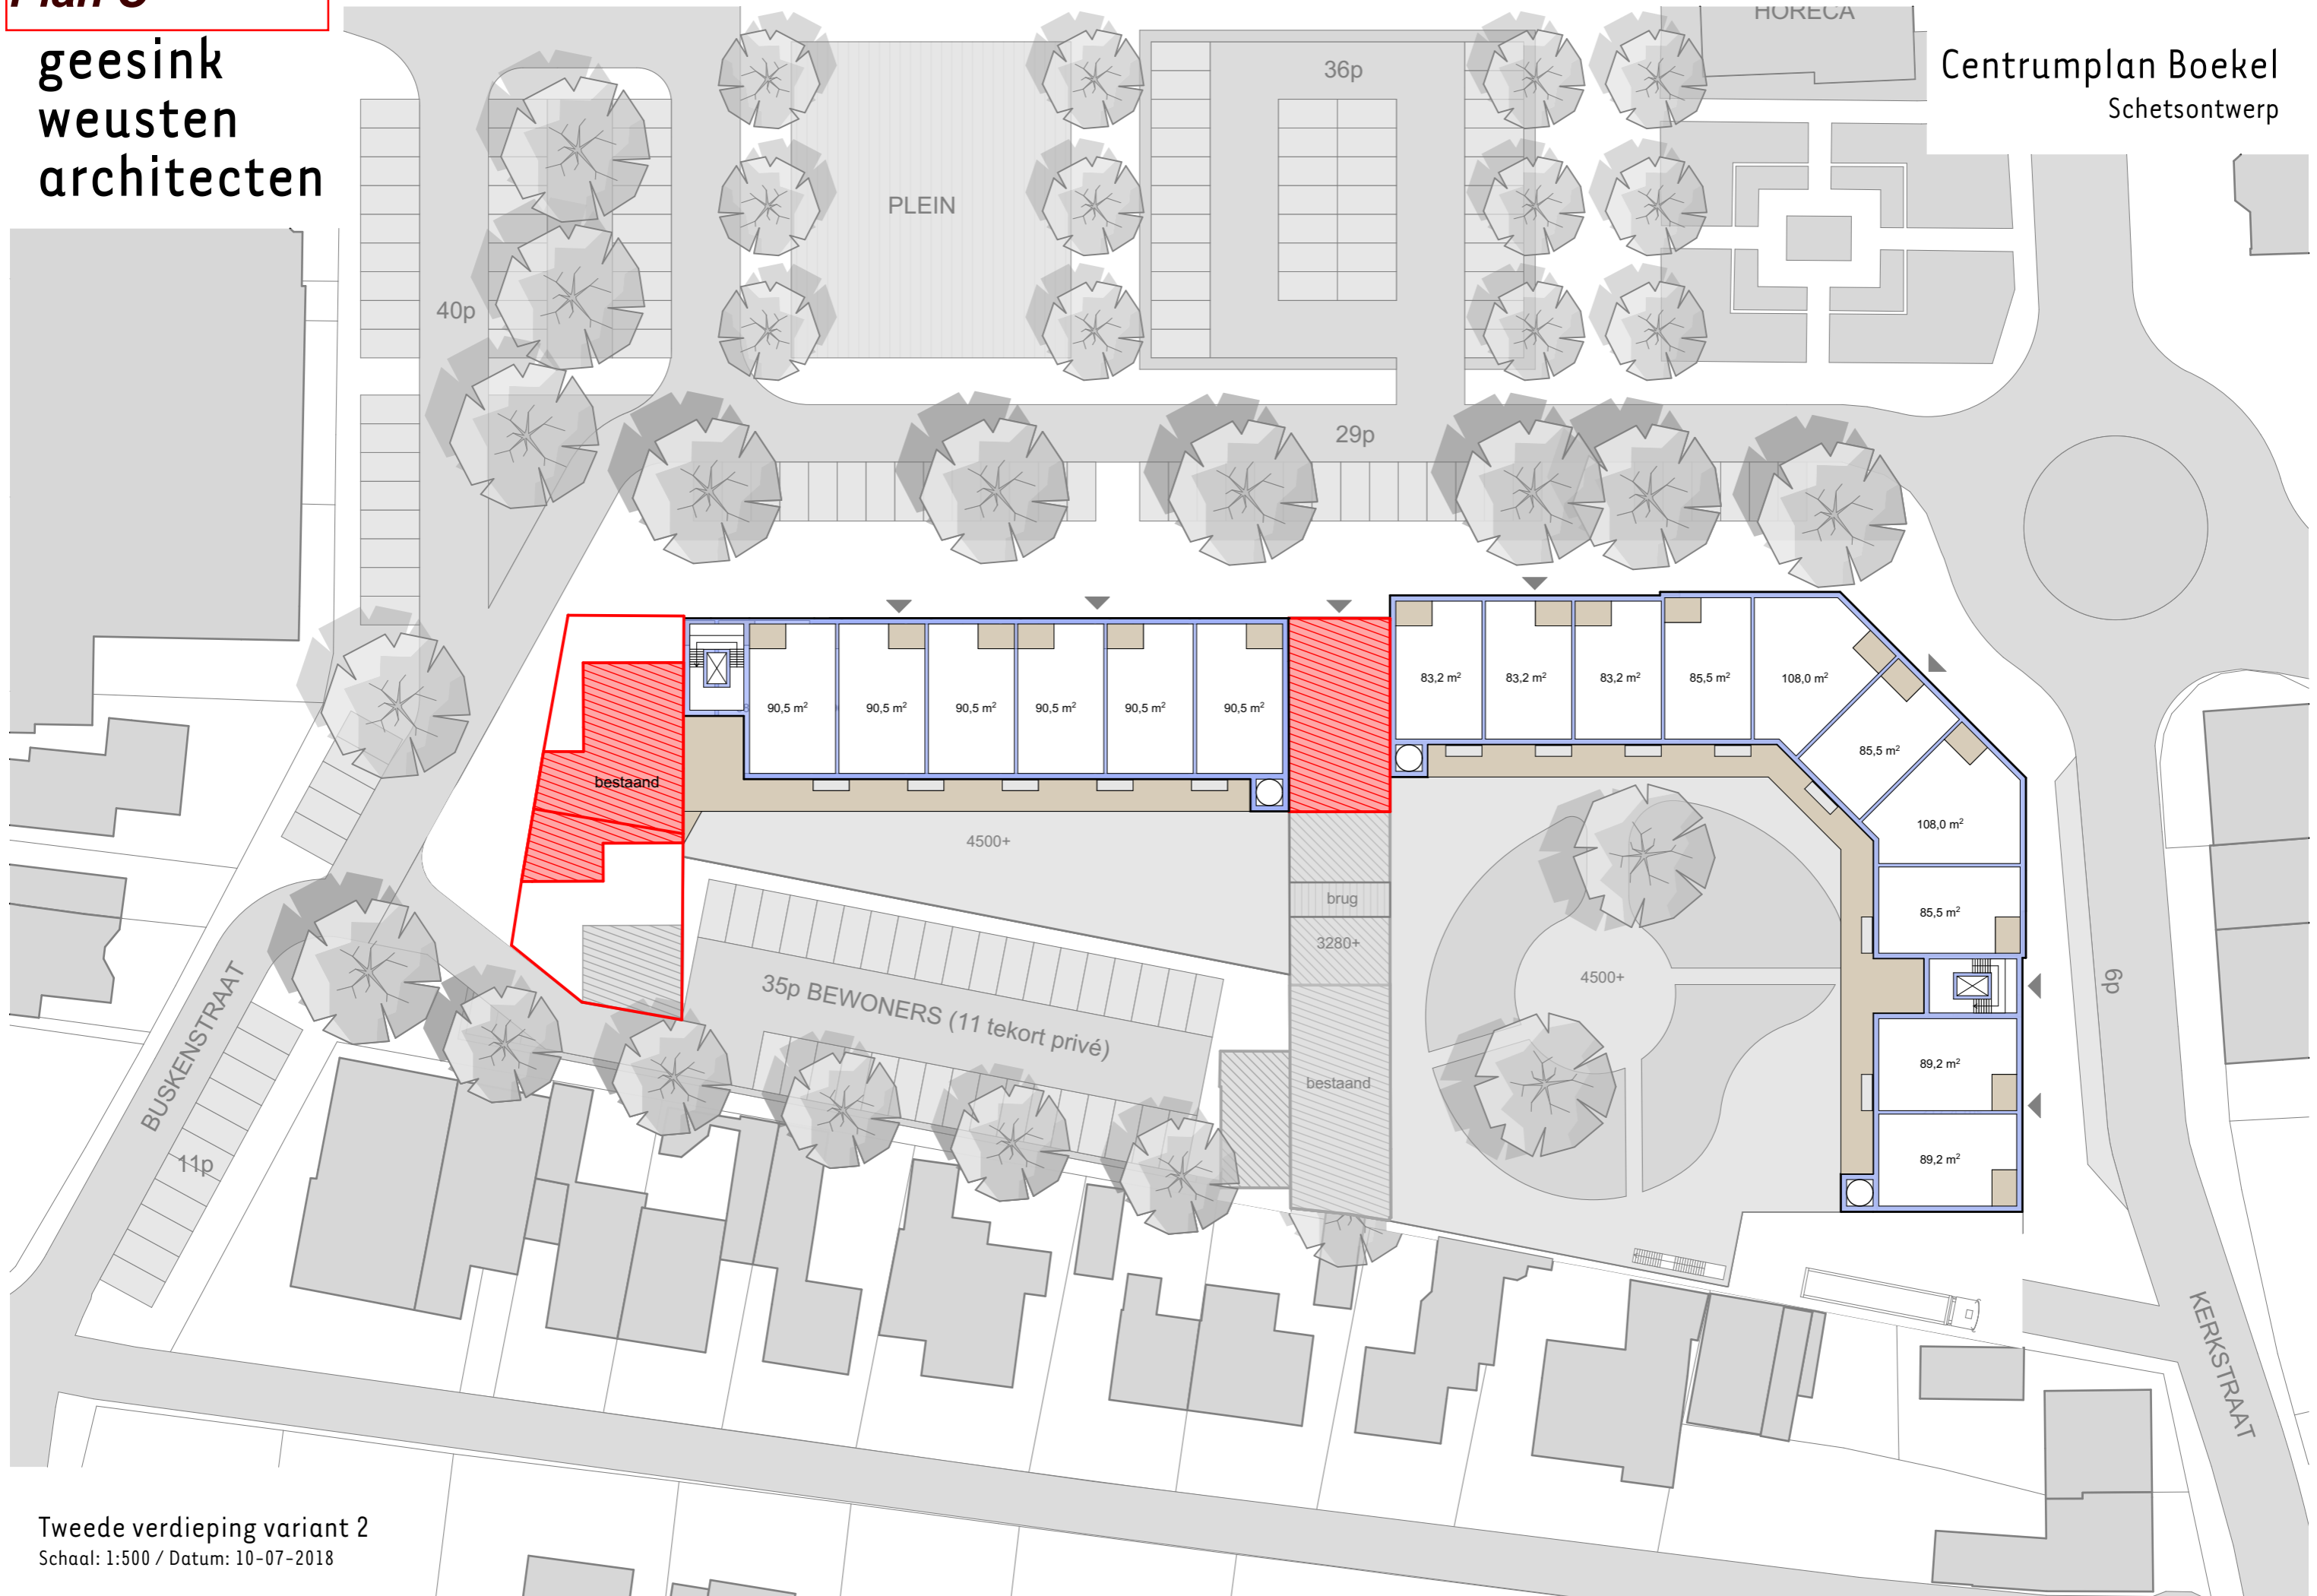 geesink
weusten
architecten
Centrumplan Boekel
Schetsontwerp
HORECA
36p
PLEIN
40p
29p
83,2 m²
83,2 m²
83,2 m²
85,5 m²
108,0 m²
90,5 m²
90,5 m²
90,5 m²
90,5 m²
90,5 m²
90,5 m²
85,5 m²
bestaand
108,0 m²
4500+
brug
85,5 m²
3280+
4500+
6p
35p BEWONERS (11 tekort privé)
BUSKENSTRAAT
89,2 m²
bestaand
11p
89,2 m²
KERKSTRAAT
Tweede verdieping variant 2
Schaal: 1:500 / Datum: 10-07-2018